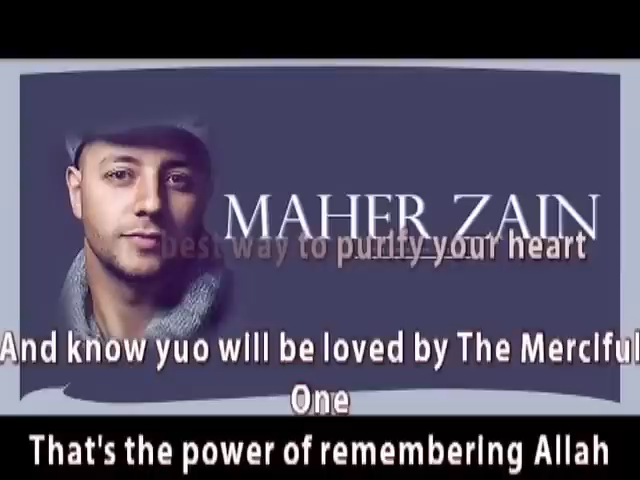 MAHER ZAIN
best way to purify your heart
And know yuo will be loved by The Merciful
One
That's the power of remembering Allah